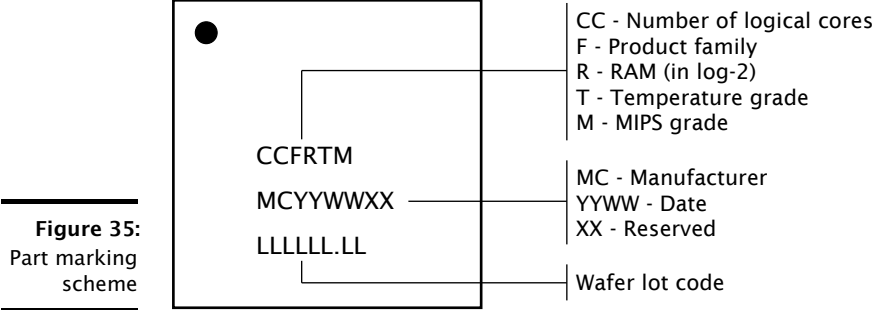 CC - Number of logical cores
F - Product family
R - RAM (in log-2)
T - Temperature grade
M - MIPS grade
CCFRTM
MCYYWWXX
LLLLLL.LL
MC - Manufacturer
YYWW - Date
XX - Reserved
Wafer lot code
Figure 35:
Part marking
scheme